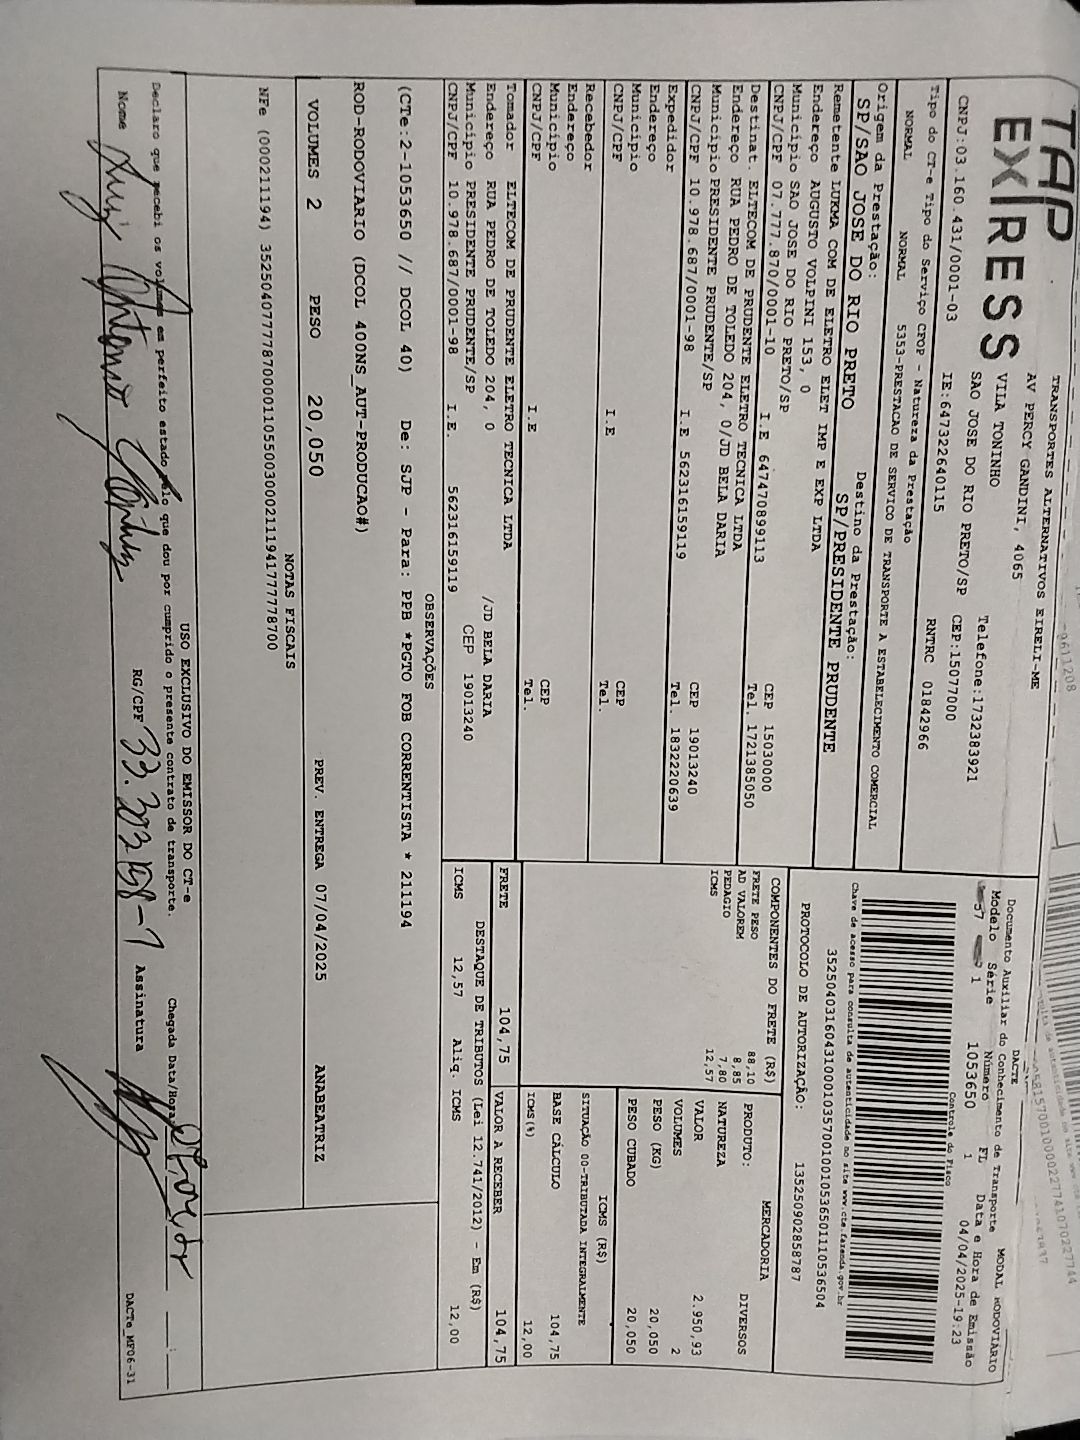 TRANSPORTES ALTERNATIVOS EIRELI-ME
TAP
EXPRESS
AV PERCY GANDINI, 4065
VILA TONINHO
SAO JOSE DO RIO PRETO/SP
Telefone:1732383921
CEP:15077000
CNPJ:03.160.431/0001-03 IE:647322640115 RNTRC 01842966
Tipo do CT-e Tipo do Serviço CFOP - Natureza da Prestação
NORMAL NORMAL 5353-PRESTACAO DE SERVICO DE TRANSPORTE A ESTABELECIMENTO COMERCIAL
Origem da Prestação: Destino da Prestação:
SP/SAO JOSE DO RIO PRETO SP/PRESIDENTE PRUDENTE
DACTE
Documento Auxiliar do Conhecimento de Transporte MODAL RODOVIÁRIO
Modelo Série Número FL Data e Hora de Emissão
57 1 1053650 1 04/04/2025-19:23
Controle do Fisco
Chave de acesso para consulta de autenticidade no site www.cte.fazenda.gov.br
PROTOCOLO DE AUTORIZAÇÃO: 135250902858787
Remetente LUKMA COM DE ELETRO ELET IMP E EXP LTDA
Endereço AUGUSTO VOLPINI 153, 0
Município SAO JOSE DO RIO PRETO/SP CEP 15030000
CNPJ/CPF 07.777.870/0001-10 I.E 647470899113 Tel. 1721385050
Destinat. ELTECOM DE PRUDENTE ELETRO TECNICA LTDA
Endereço RUA PEDRO DE TOLEDO 204, 0/JD BELA DARIA
Município PRESIDENTE PRUDENTE/SP CEP 19013240
CNPJ/CPF 10.978.687/0001-98 I.E 562316159119 Tel. 1832220639
Expedidor
Endereço
Município CEP
CNPJ/CPF I.E Tel.
Recebedor
Endereço
Município CEP
CNPJ/CPF I.E Tel.
Tomador ELTECOM DE PRUDENTE ELETRO TECNICA LTDA
Endereço RUA PEDRO DE TOLEDO 204, 0 /JD BELA DARIA
Município PRESIDENTE PRUDENTE/SP CEP 19013240
CNPJ/CPF 10.978.687/0001-98 I.E. 562316159119
COMPONENTES DO FRETE (R$)
FRETE PESO 88,10
AD VALOREM 8,85
PEDAGIO 7,80
ICMS 12,57
MERCADORIA
PRODUTO:
NATUREZA DIVERSOS
VALOR 2.950,93
VOLUMES 2
PESO (KG) 20,050
PESO CUBADO 20,050
ICMS (R$)
SITUAÇÃO 00-TRIBUTADA INTEGRALMENTE
BASE CÁLCULO 104,75
ICMS(%) 12,00
FRETE 104,75 VALOR A RECEBER 104,75
DESTAQUE DE TRIBUTOS (Lei 12.741/2012) - Em (R$)
ICMS 12,57 Aliq. ICMS 12,00
OBSERVAÇÕES
(CTe:2-1053650 // DCOL 40) De: SJP - Para: PPB *PGTO FOB CORRENTISTA * 211194
ROD-RODOVIARIO (DCOL 400NS_AUT-PRODUCAO#)
VOLUMES 2 PESO 20,050 PREV. ENTREGA 07/04/2025 ANABEATRIZ
NOTAS FISCAIS
NFe (000211194)
USO EXCLUSIVO DO EMISSOR DO CT-e
Declaro que recebi os volumes em perfeito estado pelo que dou por cumprido o presente contrato de transporte. Chegada Data/Hora
Nome Luis Antonio RG/CPF Assinatura
DACTe_MF06-31